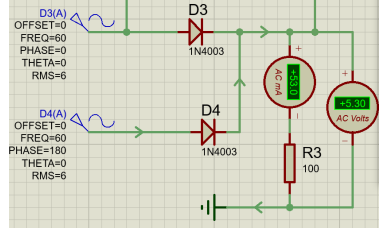 D3(A)
OFFSET=0
FREQ=60
PHASE=0
THETA=0
RMS=6
D3
1N4003
+
+53.0
AC mA
−
+
+5.30
AC Volts
−
D4(A)
OFFSET=0
FREQ=60
PHASE=180
THETA=0
RMS=6
D4
1N4003
R3
100